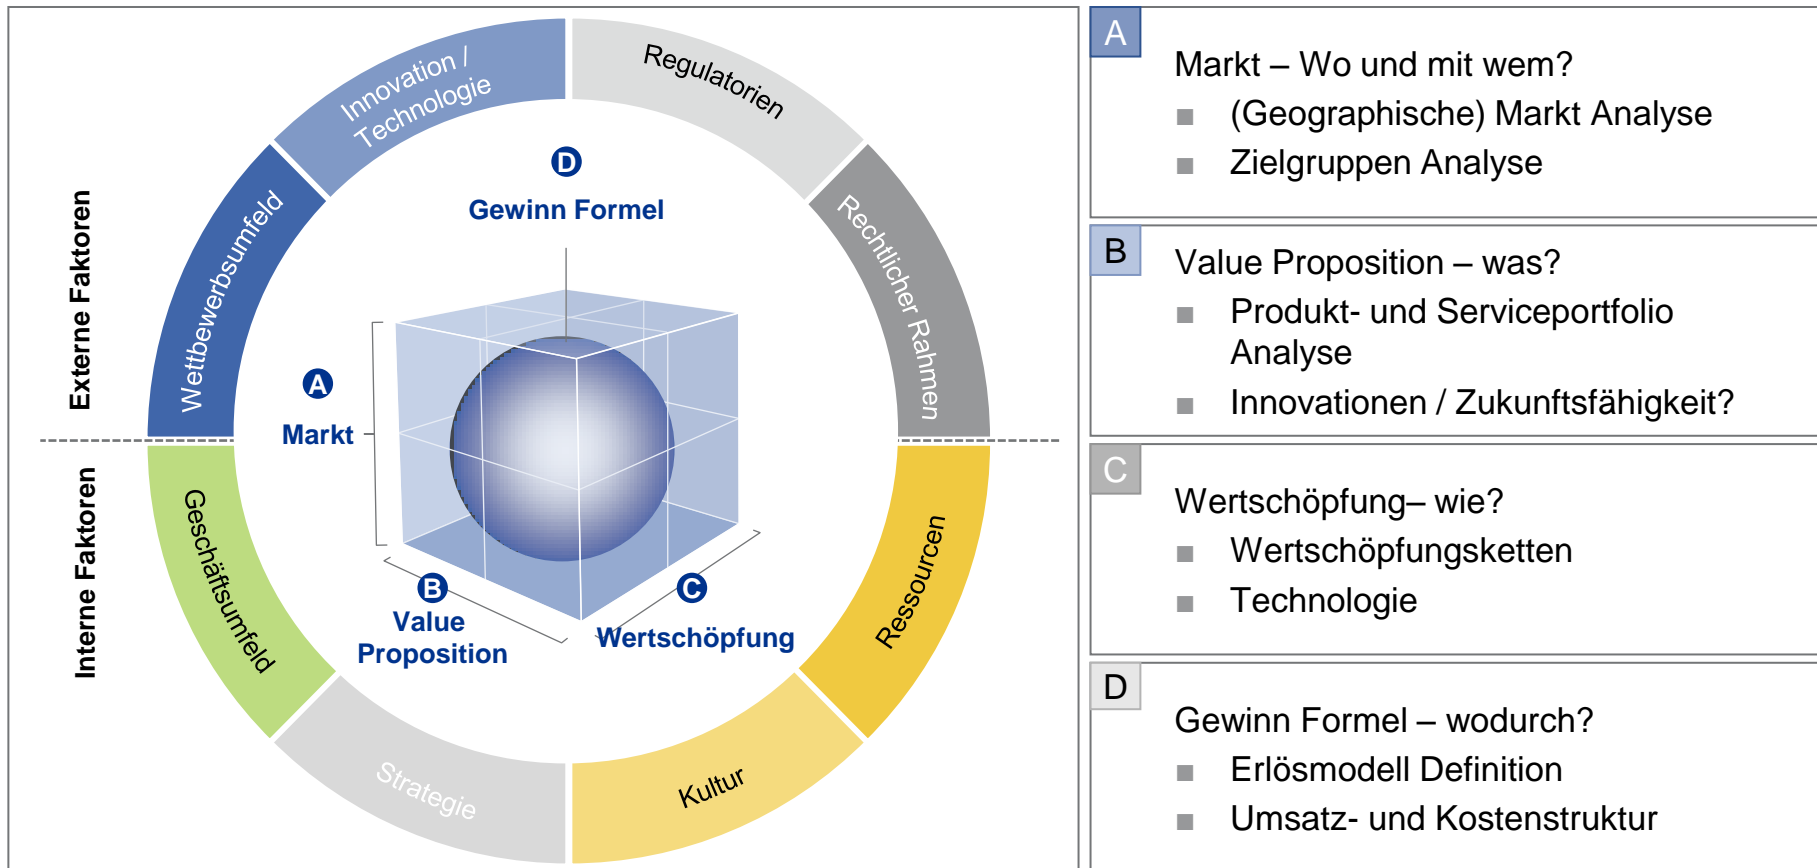 Externe Faktoren
Interne Faktoren
Innovation /
Technologie
Regulatorien
Wettbewerbsumfeld
Rechtlicher Rahmen
Geschäftsumfeld
Ressourcen
Strategie
Kultur
D
Gewinn Formel
A
Markt
B
Value
Proposition
C
Wertschöpfung
A
Markt – Wo und mit wem?
■ (Geographische) Markt Analyse
■ Zielgruppen Analyse
B
Value Proposition – was?
■ Produkt- und Serviceportfolio
Analyse
■ Innovationen / Zukunftsfähigkeit?
C
Wertschöpfung– wie?
■ Wertschöpfungsketten
■ Technologie
D
Gewinn Formel – wodurch?
■ Erlösmodell Definition
■ Umsatz- und Kostenstruktur